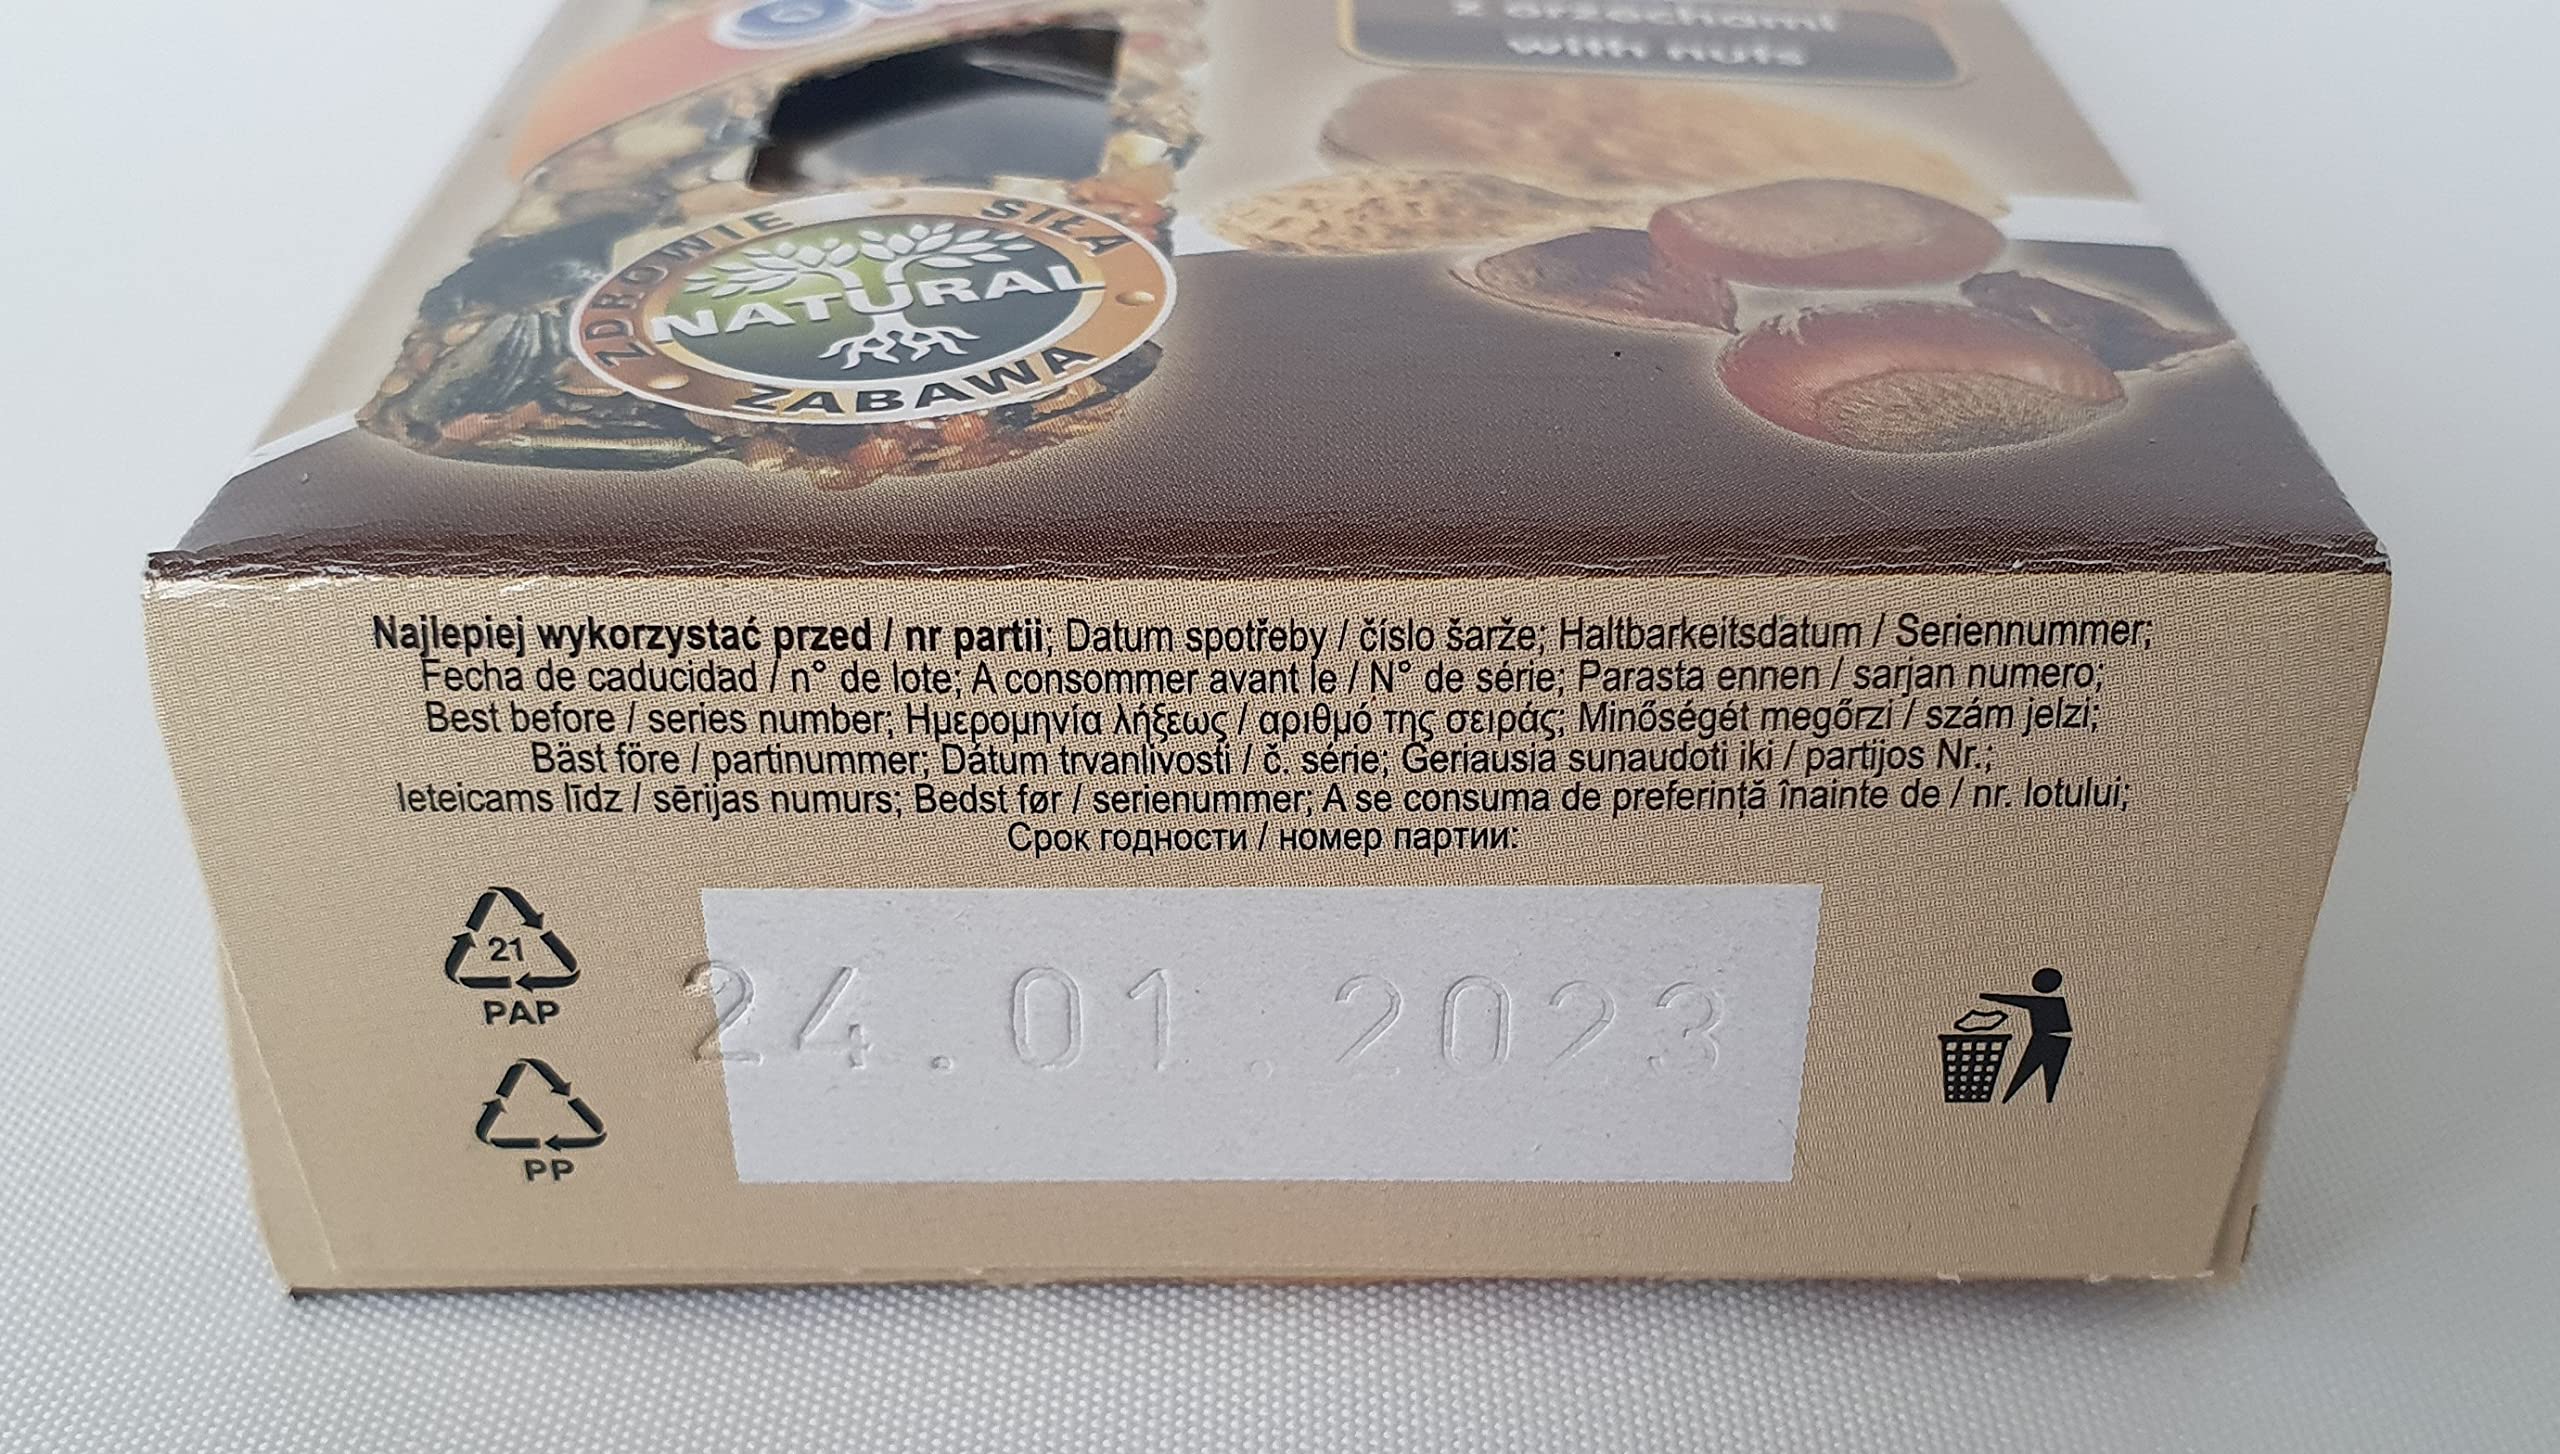 z orzechami
with nuts
ZDROWIE SIŁA
NATURAL
ZABAWA
Najlepiej wykorzystać przed / nr partii; Datum spotřeby / číslo šarže; Haltbarkeitsdatum / Seriennummer;
Fecha de caducidad / n° de lote; A consommer avant le / N° de série; Parasta ennen / sarjan numero;
Best before / series number; Ημερομηνία λήξεως / αριθμό της σειράς; Minőségét megőrzi / szám jelzi;
Bäst före / partinummer; Dátum trvanlivosti / č. série; Geriausia sunaudoti iki / partijos Nr.;
Ieteicams līdz / sērijas numurs; Bedst før / serienummer; A se consuma de preferință înainte de / nr. lotului;
Срок годности / номер партии:
21
PAP
24.01.2023
PP